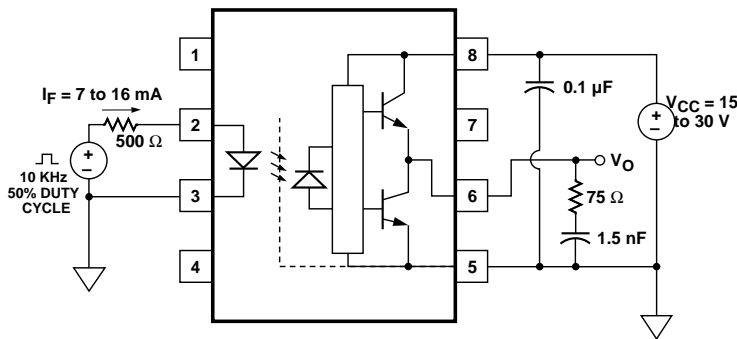 1
8
I_F = 7 to 16 mA
0.1 µF
V_CC = 15
to 30 V
+
−
2
7
500 Ω
+
−
10 KHz
50% DUTY
CYCLE
V_O
3
6
75 Ω
1.5 nF
4
5